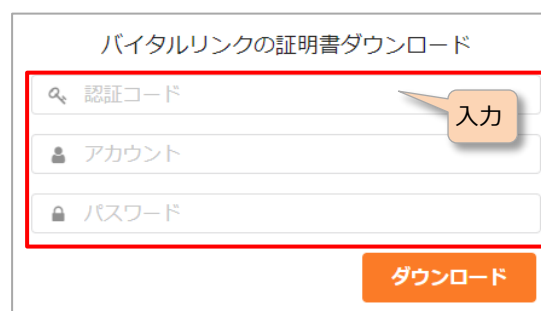 バイタルリンクの証明書ダウンロード
認証コード
入力
アカウント
パスワード
ダウンロード